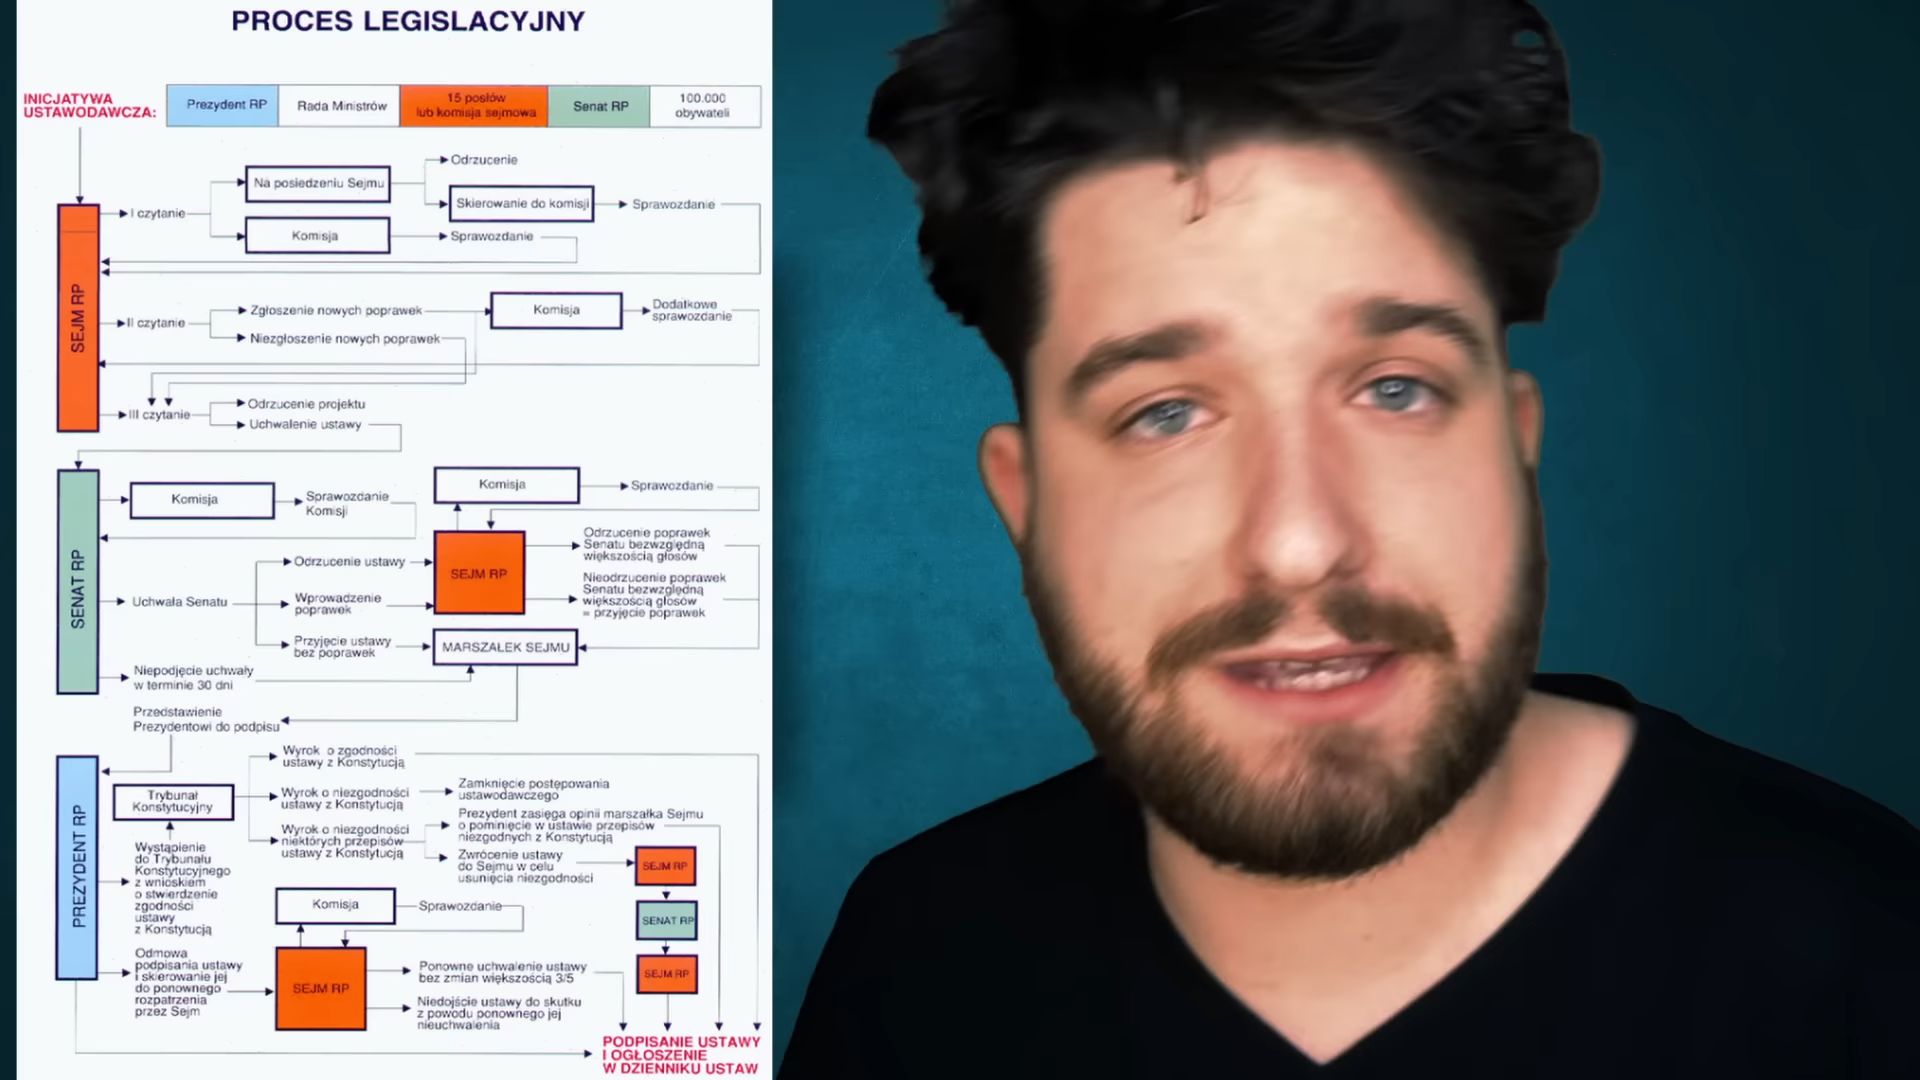 PROCES LEGISLACYJNY
INICJATYWA
USTAWODAWCZA:
Prezydent RP
Rada Ministrów
15 posłów
lub komisja sejmowa
Senat RP
100.000
obywateli
SEJM RP
I czytanie
Na posiedzeniu Sejmu
Odrzucenie
Skierowanie do komisji
Sprawozdanie
Komisja
Sprawozdanie
II czytanie
Zgłoszenie nowych poprawek
Komisja
Dodatkowe
sprawozdanie
Niezgłoszenie nowych poprawek
III czytanie
Odrzucenie projektu
Uchwalenie ustawy
SENAT RP
Komisja
Sprawozdanie
Komisji
Komisja
Sprawozdanie
Uchwała Senatu
Odrzucenie ustawy
Wprowadzenie
poprawek
Przyjęcie ustawy
bez poprawek
SEJM RP
Odrzucenie poprawek
Senatu bezwzględną
większością głosów
Nieodrzucenie poprawek
Senatu bezwzględną
większością głosów
= przyjęcie poprawek
MARSZAŁEK SEJMU
Niepodjęcie uchwały
w terminie 30 dni
Przedstawienie
Prezydentowi do podpisu
PREZYDENT RP
Trybunał
Konstytucyjny
Wyrok o zgodności
ustawy z Konstytucją
Wyrok o niezgodności
ustawy z Konstytucją
Zamknięcie postępowania
ustawodawczego
Wyrok o niezgodności
niektórych przepisów
ustawy z Konstytucją
Prezydent zasięga opinii marszałka Sejmu
o pominięcie w ustawie przepisów
niezgodnych z Konstytucją
Zwrócenie ustawy
do Sejmu w celu
usunięcia niezgodności
SEJM RP
SENAT RP
SEJM RP
Wystąpienie
do Trybunału
Konstytucyjnego
z wnioskiem
o stwierdzenie
zgodności
ustawy
z Konstytucją
Komisja
Sprawozdanie
Odmowa
podpisania ustawy
i skierowanie jej
do ponownego
rozpatrzenia
przez Sejm
SEJM RP
Ponowne uchwalenie ustawy
bez zmian większością 3/5
Niedojście ustawy do skutku
z powodu ponownego jej
nieuchwalenia
PODPISANIE USTAWY
I OGŁOSZENIE
W DZIENNIKU USTAW